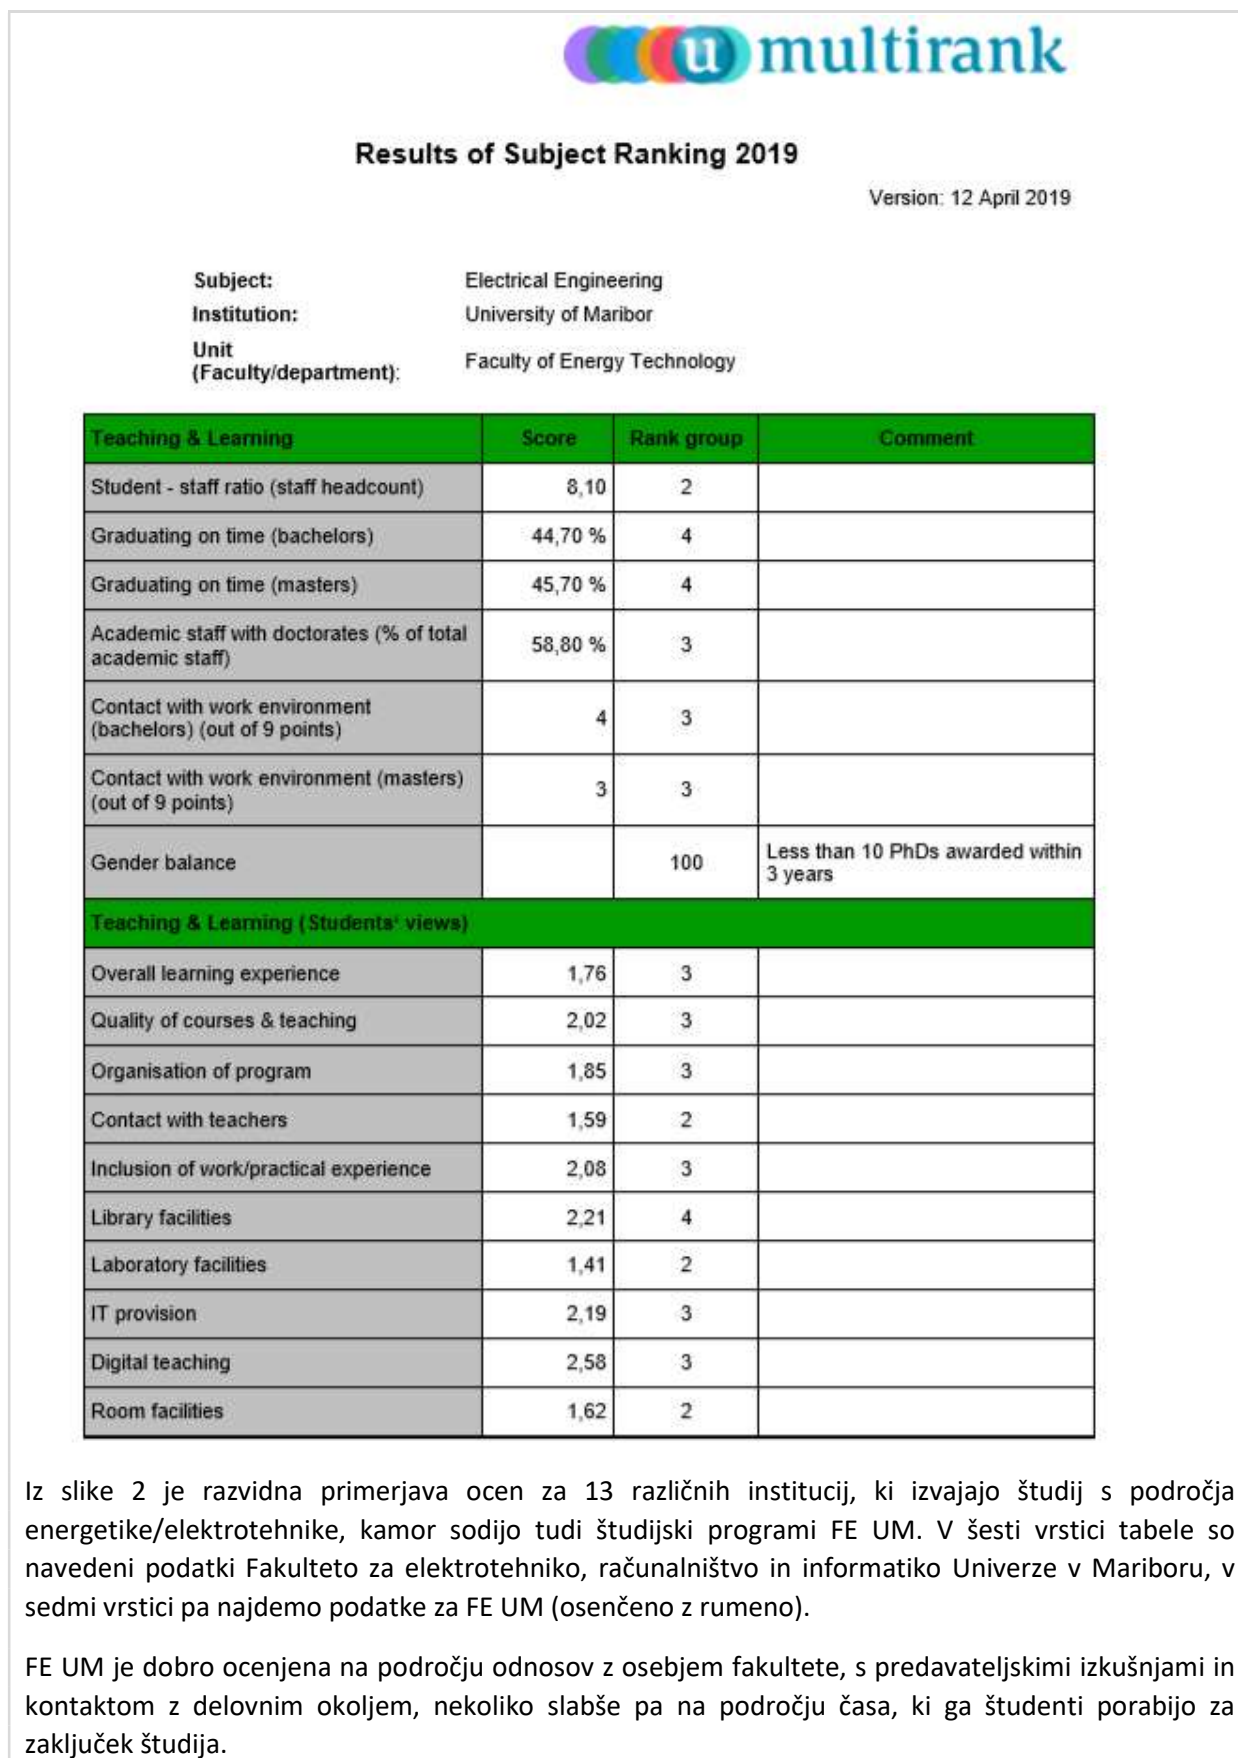 u multirank
Results of Subject Ranking 2019
Version: 12 April 2019
Subject: Electrical Engineering
Institution: University of Maribor
Unit
(Faculty/department): Faculty of Energy Technology
Teaching & Learning Score Rank group Comment
Student - staff ratio (staff headcount) 8,10 2
Graduating on time (bachelors) 44,70 % 4
Graduating on time (masters) 45,70 % 4
Academic staff with doctorates (% of total
academic staff) 58,80 % 3
Contact with work environment
(bachelors) (out of 9 points) 4 3
Contact with work environment (masters)
(out of 9 points) 3 3
Gender balance 100 Less than 10 PhDs awarded within
3 years
Teaching & Learning (Students' views)
Overall learning experience 1,76 3
Quality of courses & teaching 2,02 3
Organisation of program 1,85 3
Contact with teachers 1,59 2
Inclusion of work/practical experience 2,08 3
Library facilities 2,21 4
Laboratory facilities 1,41 2
IT provision 2,19 3
Digital teaching 2,58 3
Room facilities 1,62 2
Iz slike 2 je razvidna primerjava ocen za 13 različnih institucij, ki izvajajo študij s področja
energetike/elektrotehnike, kamor sodijo tudi študijski programi FE UM. V šesti vrstici tabele so
navedeni podatki Fakulteto za elektrotehniko, računalništvo in informatiko Univerze v Mariboru, v
sedmi vrstici pa najdemo podatke za FE UM (osenčeno z rumeno).
FE UM je dobro ocenjena na področju odnosov z osebjem fakultete, s predavateljskimi izkušnjami in
kontaktom z delovnim okoljem, nekoliko slabše pa na področju časa, ki ga študenti porabijo za
zaključek študija.